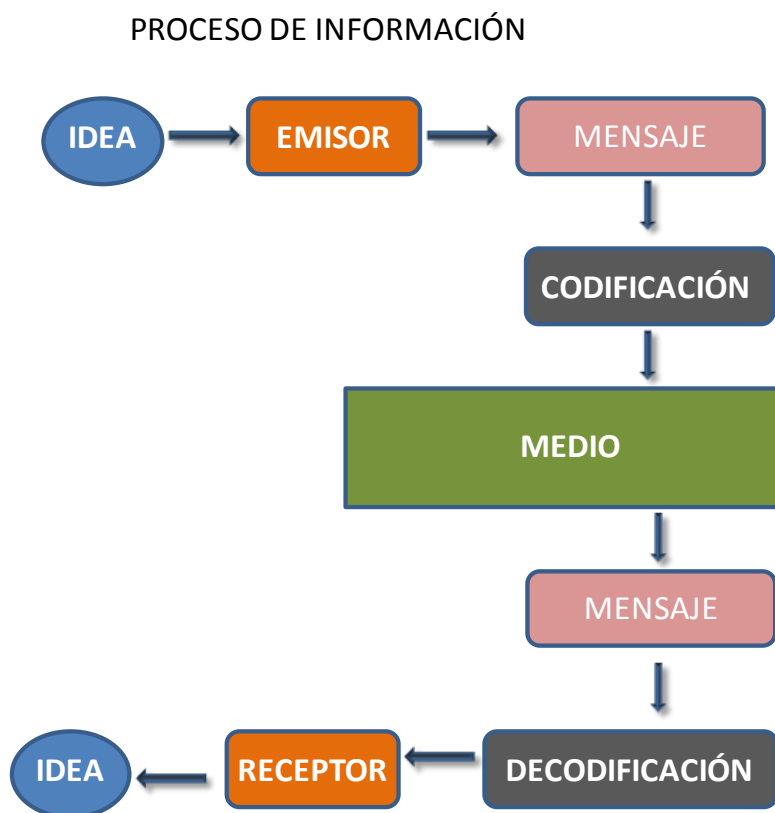 PROCESO DE INFORMACIÓN
IDEA
EMISOR
MENSAJE
CODIFICACIÓN
MEDIO
MENSAJE
DECODIFICACIÓN
RECEPTOR
IDEA